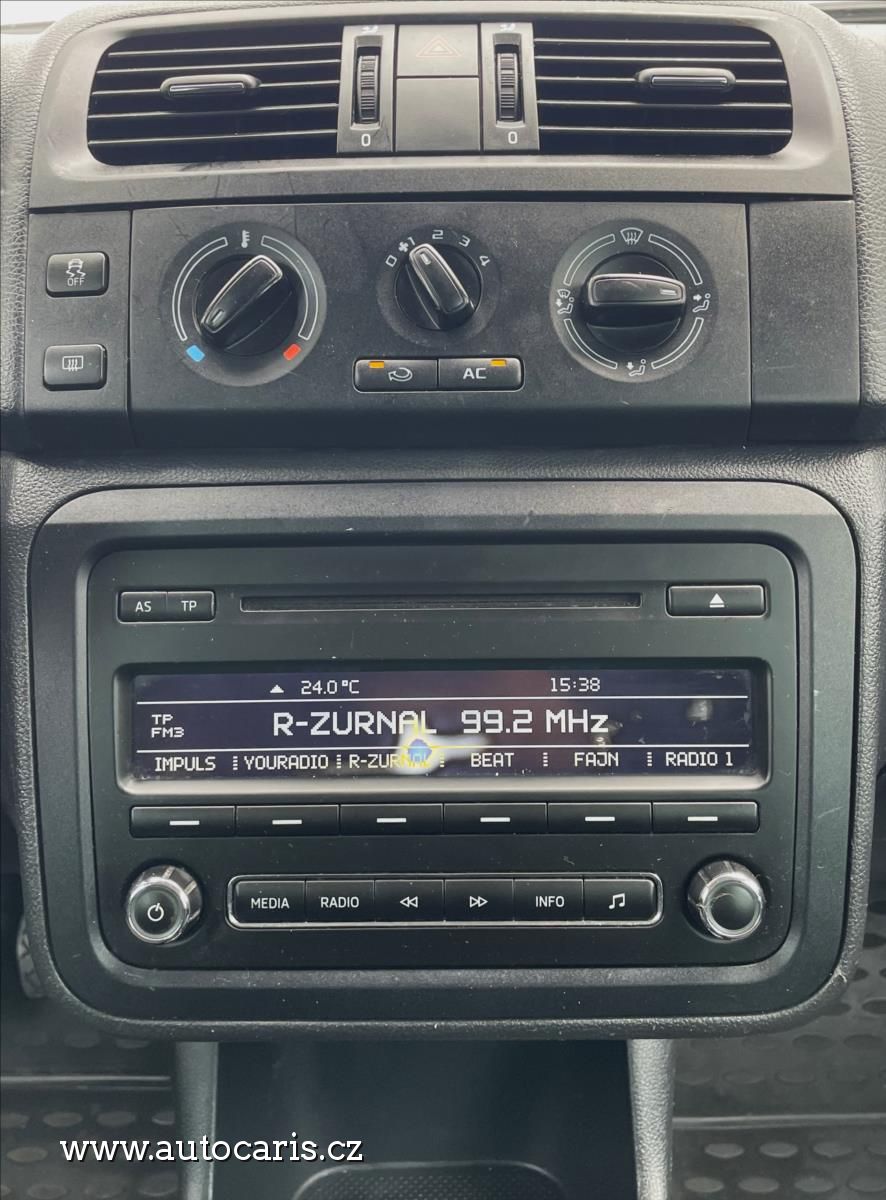 0 0
OFF
0 1 2 3 4
AC
AS TP
24.0°C 15:38
TP
FM3
R-ZURNAL 99.2 MHz
IMPULS YOURADIO R-ZURNAL BEAT FAJN RADIO 1
MEDIA RADIO INFO
www.autocaris.cz